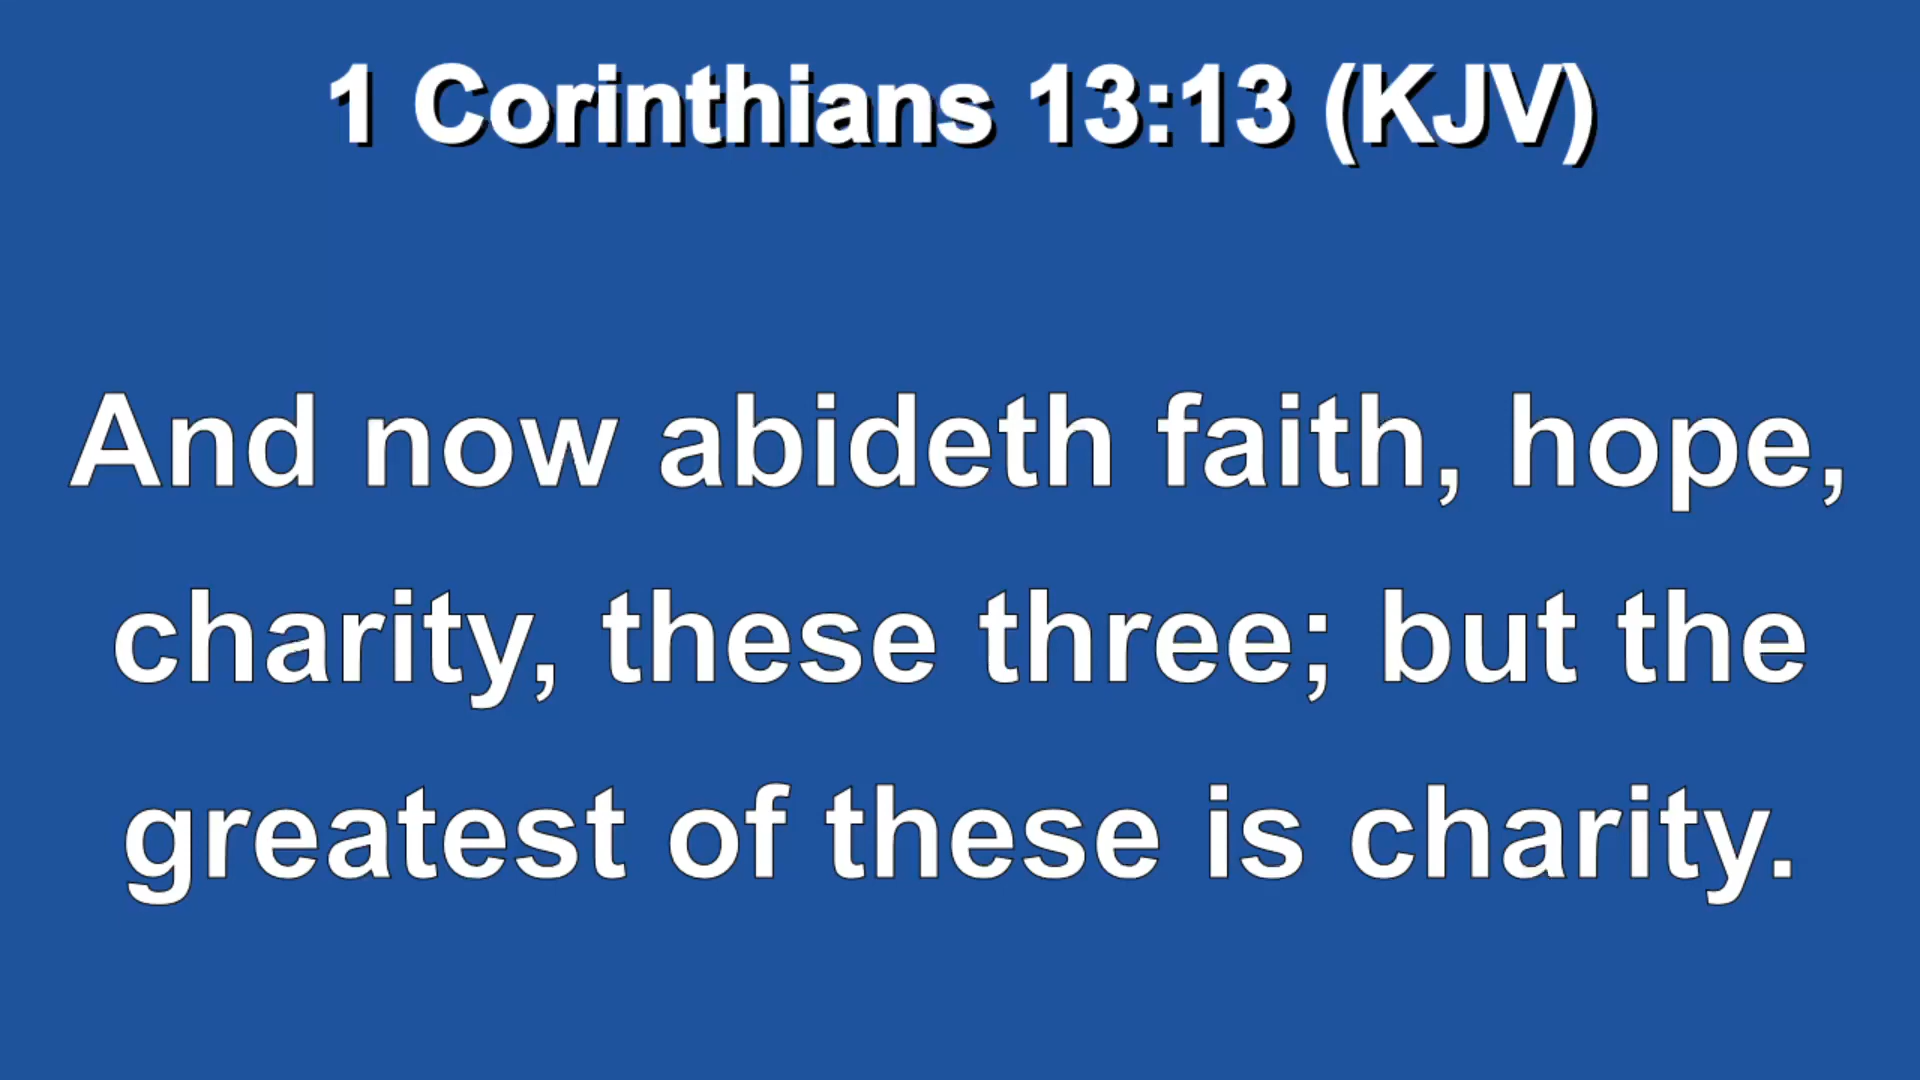 1 Corinthians 13:13 (KJV)
And now abideth faith, hope,
charity, these three; but the
greatest of these is charity.